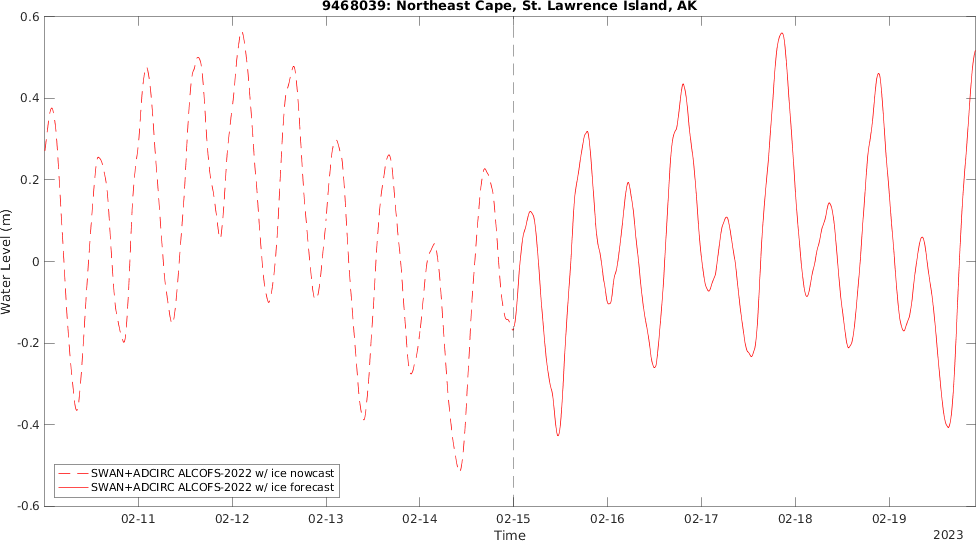 9468039: Northeast Cape, St. Lawrence Island, AK
0.6
0.4
0.2
0
-0.2
-0.4
-0.6
Water Level (m)
SWAN+ADCIRC ALCOFS-2022 w/ ice nowcast
SWAN+ADCIRC ALCOFS-2022 w/ ice forecast
02-11 02-12 02-13 02-14 02-15 02-16 02-17 02-18 02-19
Time
2023